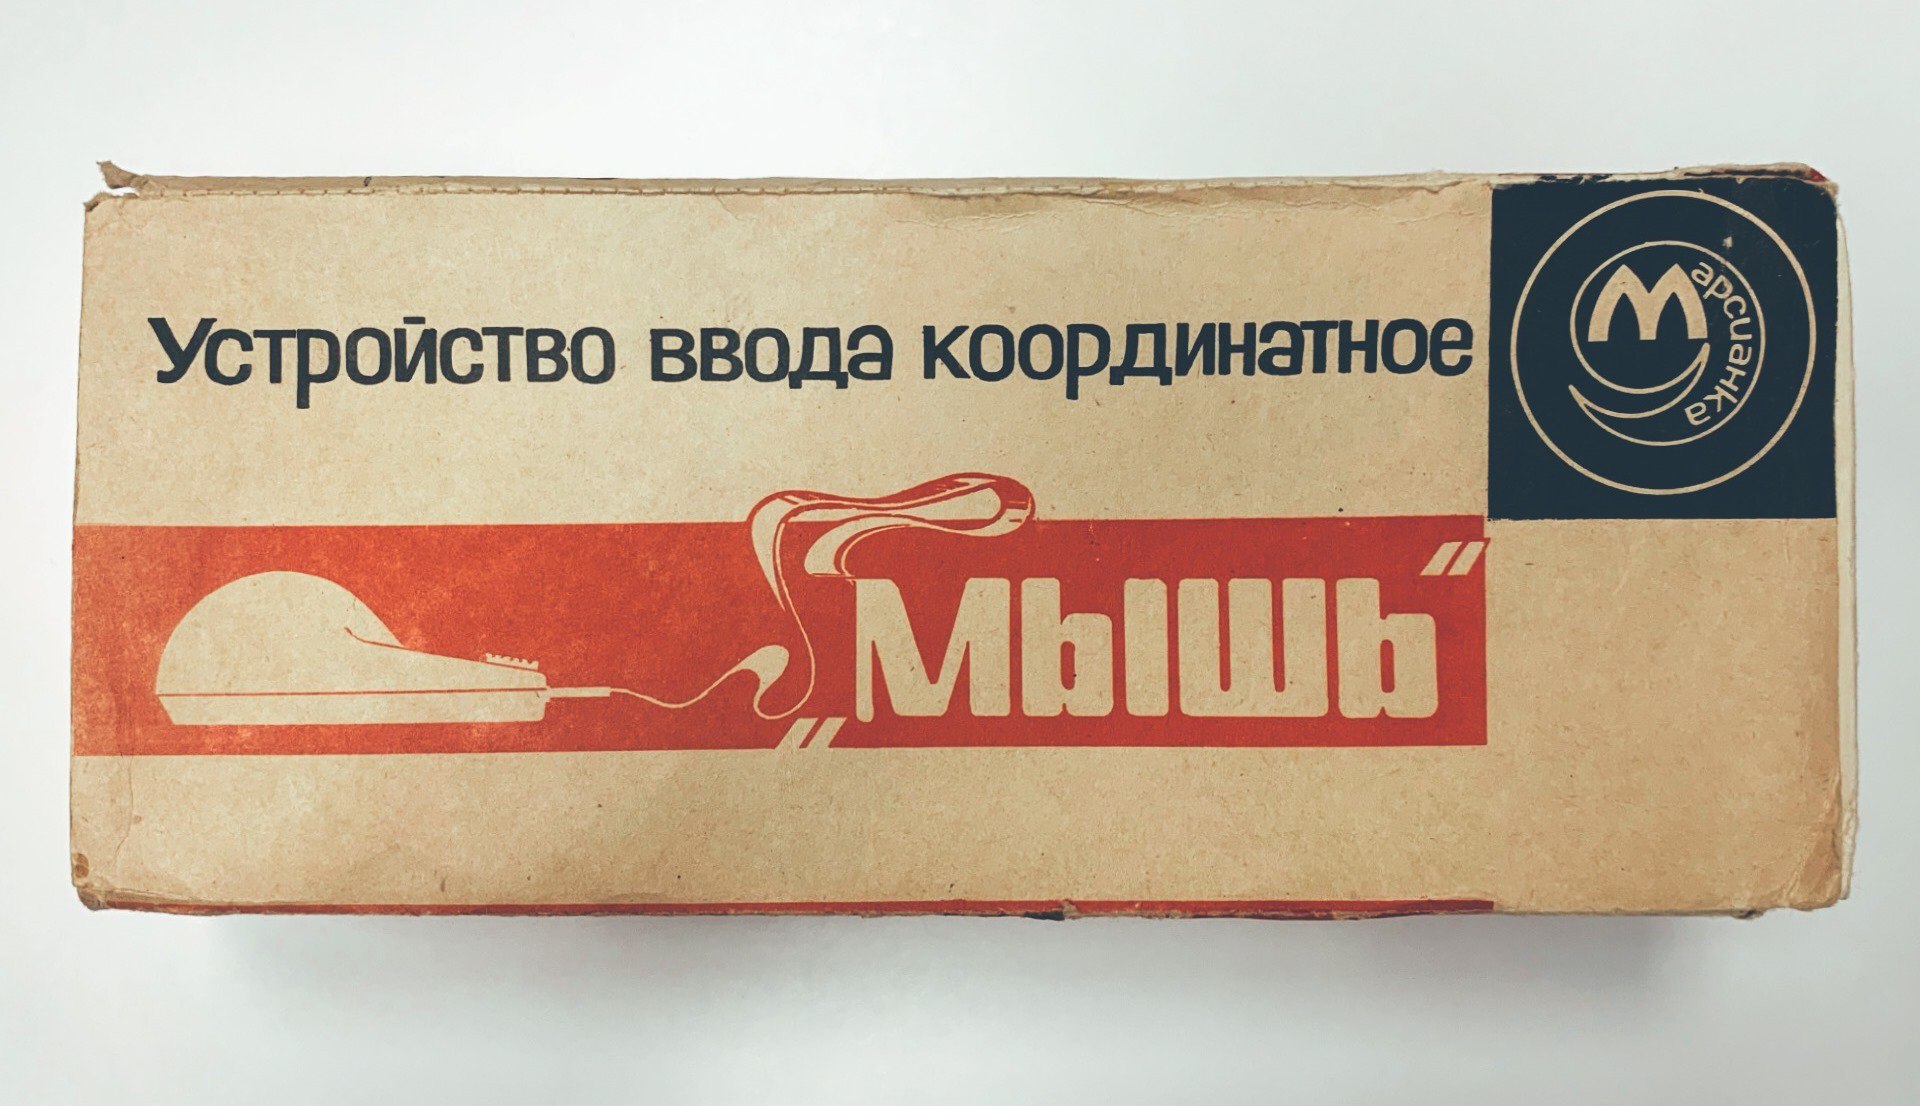 Устройство ввода координатное
Марсианка
„Мышь”